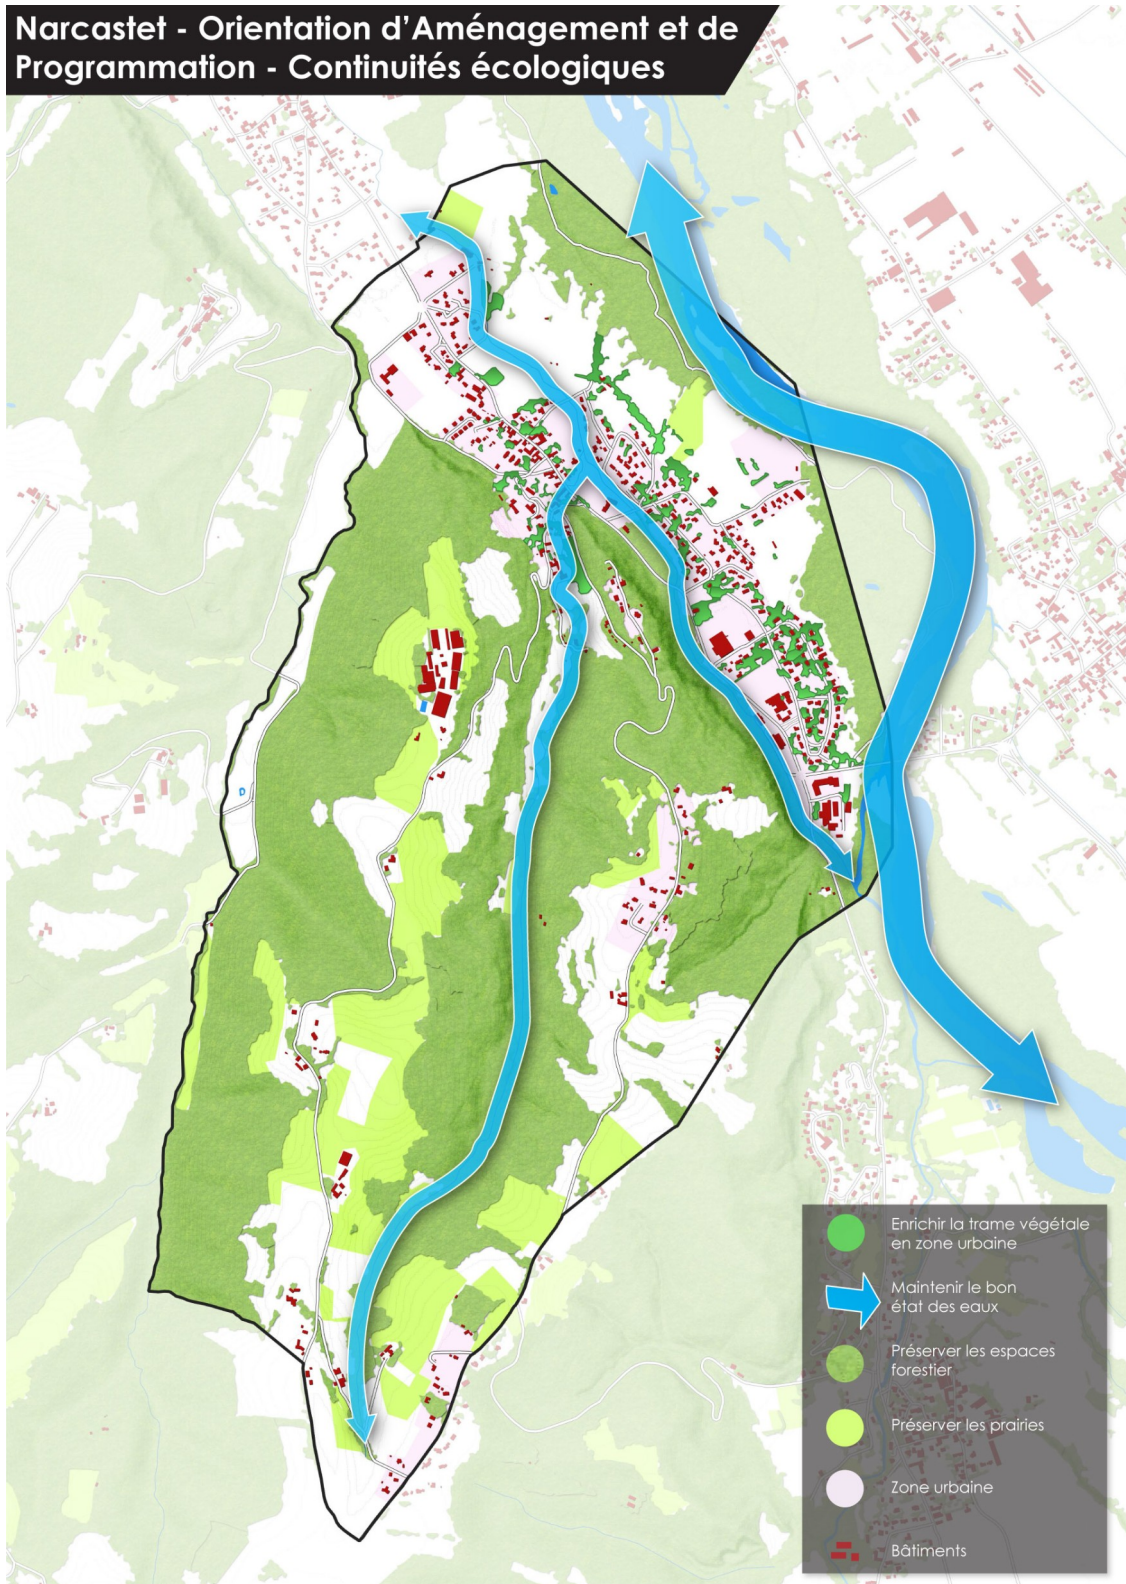 Narcastet - Orientation d'Aménagement et de
Programmation - Continuités écologiques
Enrichir la trame végétale
en zone urbaine
Maintenir le bon
état des eaux
Préserver les espaces
forestier
Préserver les prairies
Zone urbaine
Bâtiments